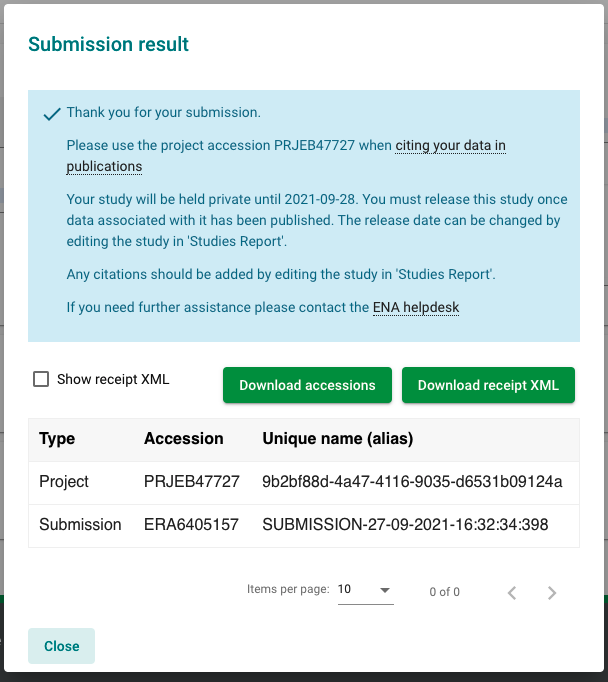 Submission result
Thank you for your submission.
Please use the project accession PRJEB47727 when citing your data in
publications
Your study will be held private until 2021-09-28. You must release this study once
data associated with it has been published. The release date can be changed by
editing the study in 'Studies Report'.
Any citations should be added by editing the study in 'Studies Report'.
If you need further assistance please contact the ENA helpdesk
Show receipt XML
Download accessions
Download receipt XML
Type Accession Unique name (alias)
Project PRJEB47727 9b2bf88d-4a47-4116-9035-d6531b09124a
Submission ERA6405157 SUBMISSION-27-09-2021-16:32:34:398
Items per page: 10 0 of 0
Close